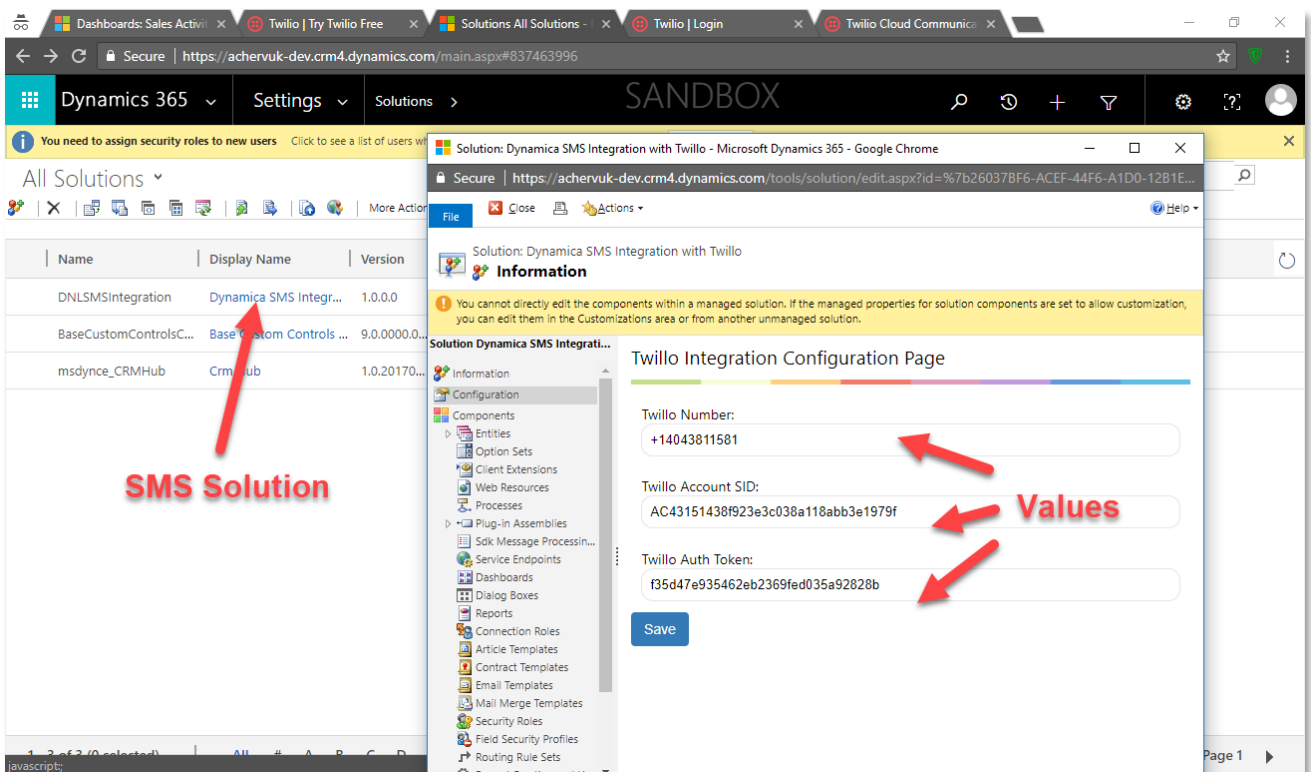 Dashboards: Sales Activit
Twilio | Try Twilio Free
Solutions All Solutions -
Twilio | Login
Twilio Cloud Communica
Secure | https://achervuk-dev.crm4.dynamics.com/main.aspx#837463996
Dynamics 365
Settings
Solutions
SANDBOX
You need to assign security roles to new users Click to see a list of users
All Solutions
More Action
Name
Display Name
Version
DNLSMSIntegration
Dynamica SMS Integr...
1.0.0.0
BaseCustomControlsC...
Base Custom Controls ...
9.0.0000.0...
msdynce_CRMHub
Crm Hub
1.0.20170...
SMS Solution
1 - 3 of 3 (0 selected)
All # A B C D
Page 1
javascript:;
Solution: Dynamica SMS Integration with Twillo - Microsoft Dynamics 365 - Google Chrome
Secure | https://achervuk-dev.crm4.dynamics.com/tools/solution/edit.aspx?id=%7b26037BF6-ACEF-44F6-A1D0-12B1E...
File
Close
Actions
Help
Solution: Dynamica SMS Integration with Twillo
Information
You cannot directly edit the components within a managed solution. If the managed properties for solution components are set to allow customization,
you can edit them in the Customizations area or from another unmanaged solution.
Solution Dynamica SMS Integrati...
Information
Configuration
Components
Entities
Option Sets
Client Extensions
Web Resources
Processes
Plug-in Assemblies
Sdk Message Processin...
Service Endpoints
Dashboards
Dialog Boxes
Reports
Connection Roles
Article Templates
Contract Templates
Email Templates
Mail Merge Templates
Security Roles
Field Security Profiles
Routing Rule Sets
Twillo Integration Configuration Page
Twillo Number:
+14043811581
Twillo Account SID:
AC43151438f923e3c038a118abb3e1979f
Twillo Auth Token:
f35d47e935462eb2369fed035a92828b
Save
Values